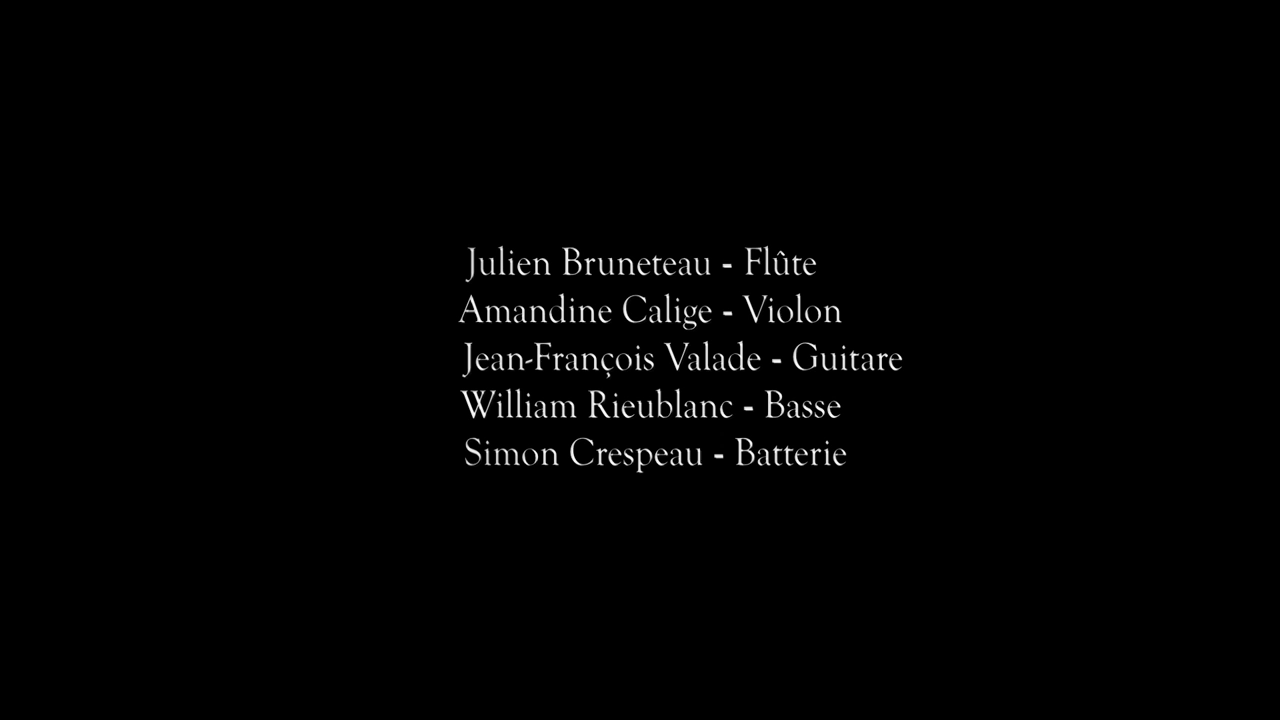 Julien Bruneteau - Flûte
Amandine Calige - Violon
Jean-François Valade - Guitare
William Rieublanc - Basse
Simon Crespeau - Batterie